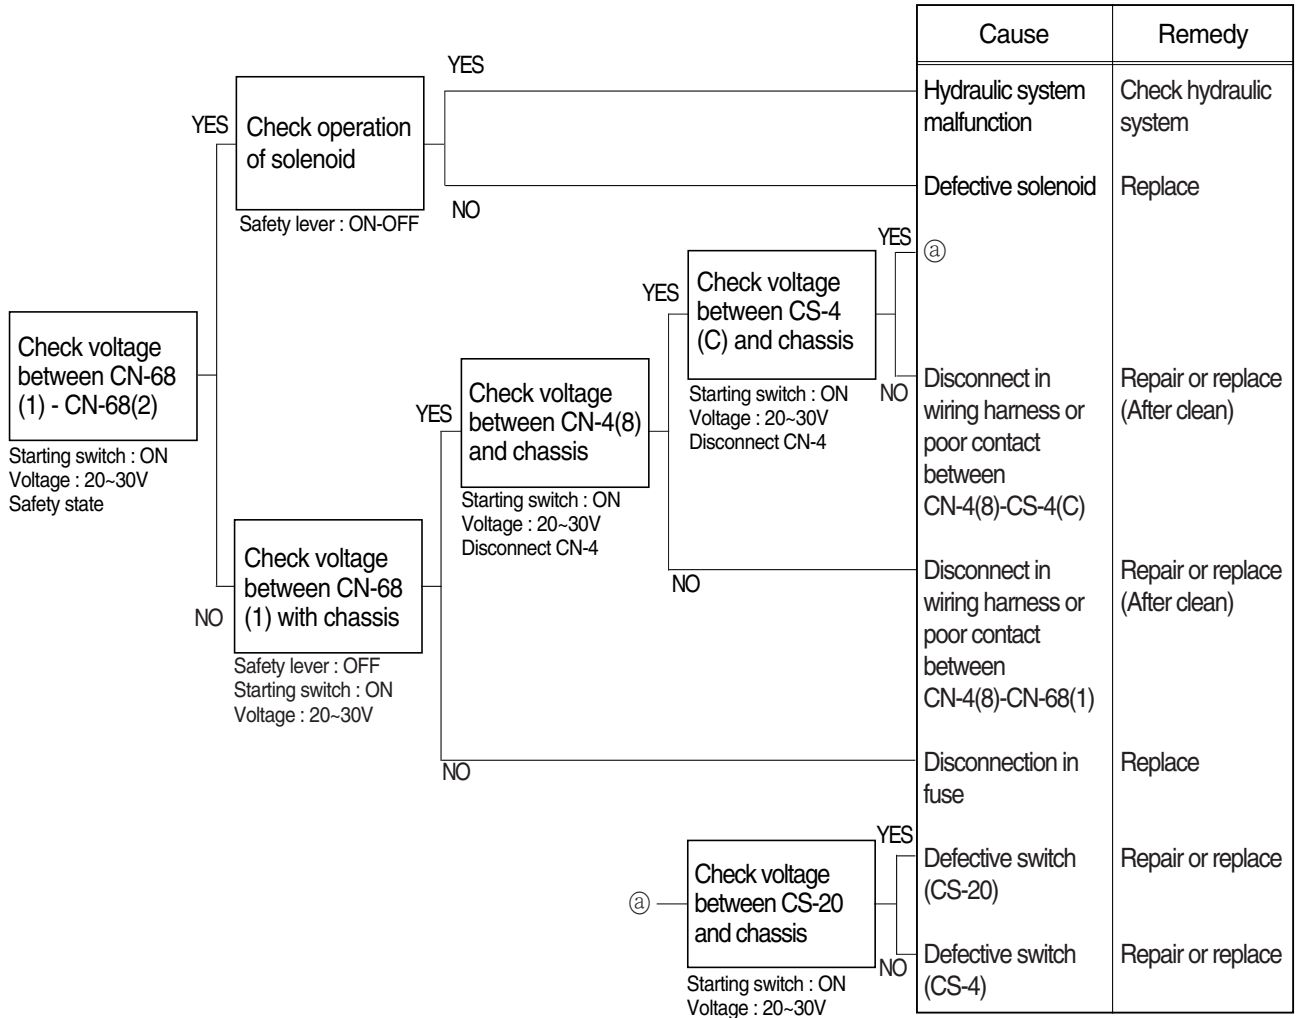 Cause
Remedy
YES
Hydraulic system
malfunction
Check hydraulic
system
YES
Check operation
of solenoid
Defective solenoid
Replace
NO
Safety lever : ON-OFF
YES
ⓐ
YES
Check voltage
between CS-4
(C) and chassis
Check voltage
between CN-68
(1) - CN-68(2)
Starting switch : ON
Voltage : 20~30V
Safety state
NO
Disconnect in
wiring harness or
poor contact
between
CN-4(8)-CS-4(C)
Repair or replace
(After clean)
Starting switch : ON
Voltage : 20~30V
Disconnect CN-4
YES
Check voltage
between CN-4(8)
and chassis
Starting switch : ON
Voltage : 20~30V
Disconnect CN-4
NO
Check voltage
between CN-68
(1) with chassis
Safety lever : OFF
Starting switch : ON
Voltage : 20~30V
NO
Disconnect in
wiring harness or
poor contact
between
CN-4(8)-CN-68(1)
Repair or replace
(After clean)
NO
Disconnection in
fuse
Replace
YES
Defective switch
(CS-20)
Repair or replace
ⓐ
Check voltage
between CS-20
and chassis
NO
Defective switch
(CS-4)
Repair or replace
Starting switch : ON
Voltage : 20~30V